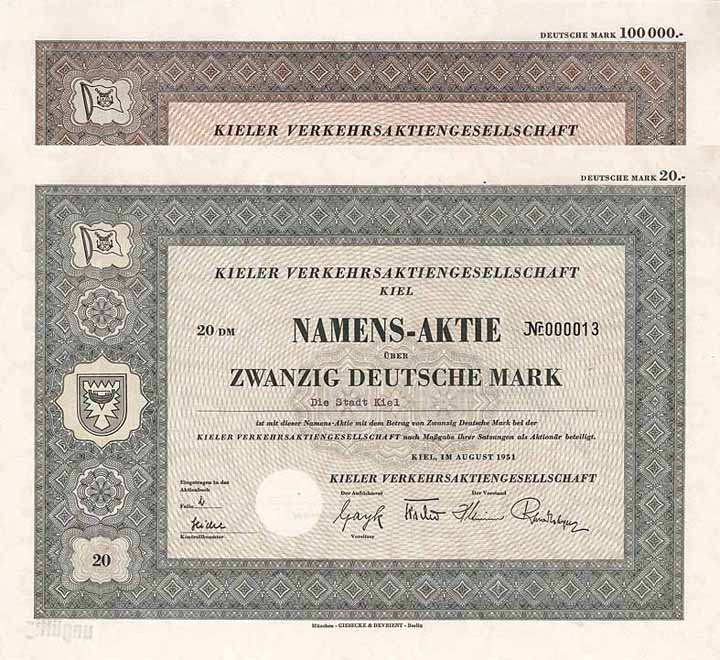 DEUTSCHE MARK 100 000.-
KIELER VERKEHRSAKTIENGESELLSCHAFT
DEUTSCHE MARK 20.-
KIELER VERKEHRSAKTIENGESELLSCHAFT
KIEL
20 DM NAMENS-AKTIE № 000013
ÜBER
ZWANZIG DEUTSCHE MARK
Die Stadt Kiel
ist mit dieser Namens-Aktie mit dem Betrag von Zwanzig Deutsche Mark bei der
KIELER VERKEHRSAKTIENGESELLSCHAFT nach Maßgabe ihrer Satzungen als Aktionär beteiligt.
KIEL, IM AUGUST 1951
KIELER VERKEHRSAKTIENGESELLSCHAFT
Eingetragen in das
Aktienbuch
Folio
Kontrollbeamter
Der Aufsichtsrat
Vorsitzer
Der Vorstand
20
München - GIESECKE & DEVRIENT - Berlin
ungültig